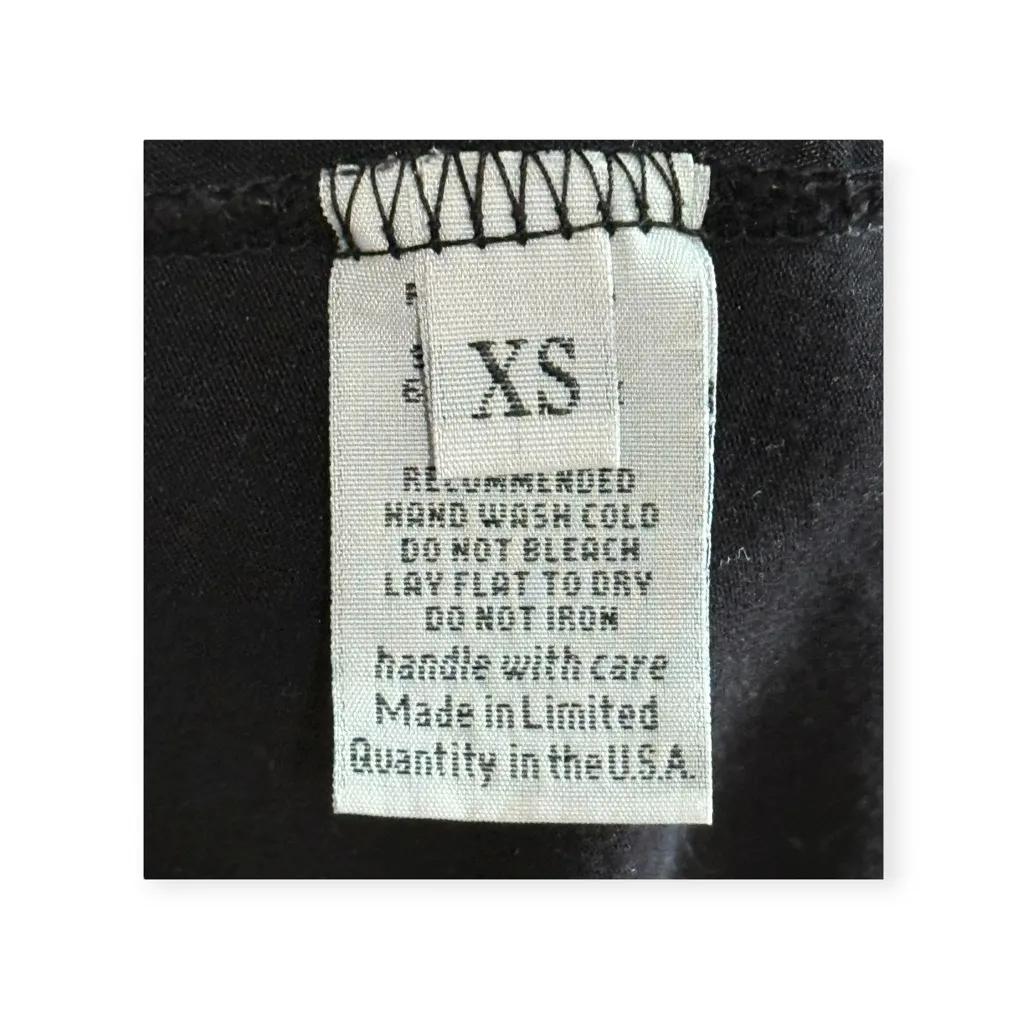 XS
RECOMMENDED
HAND WASH COLD
DO NOT BLEACH
LAY FLAT TO DRY
DO NOT IRON
handle with care
Made in Limited
Quantity in the U.S.A.